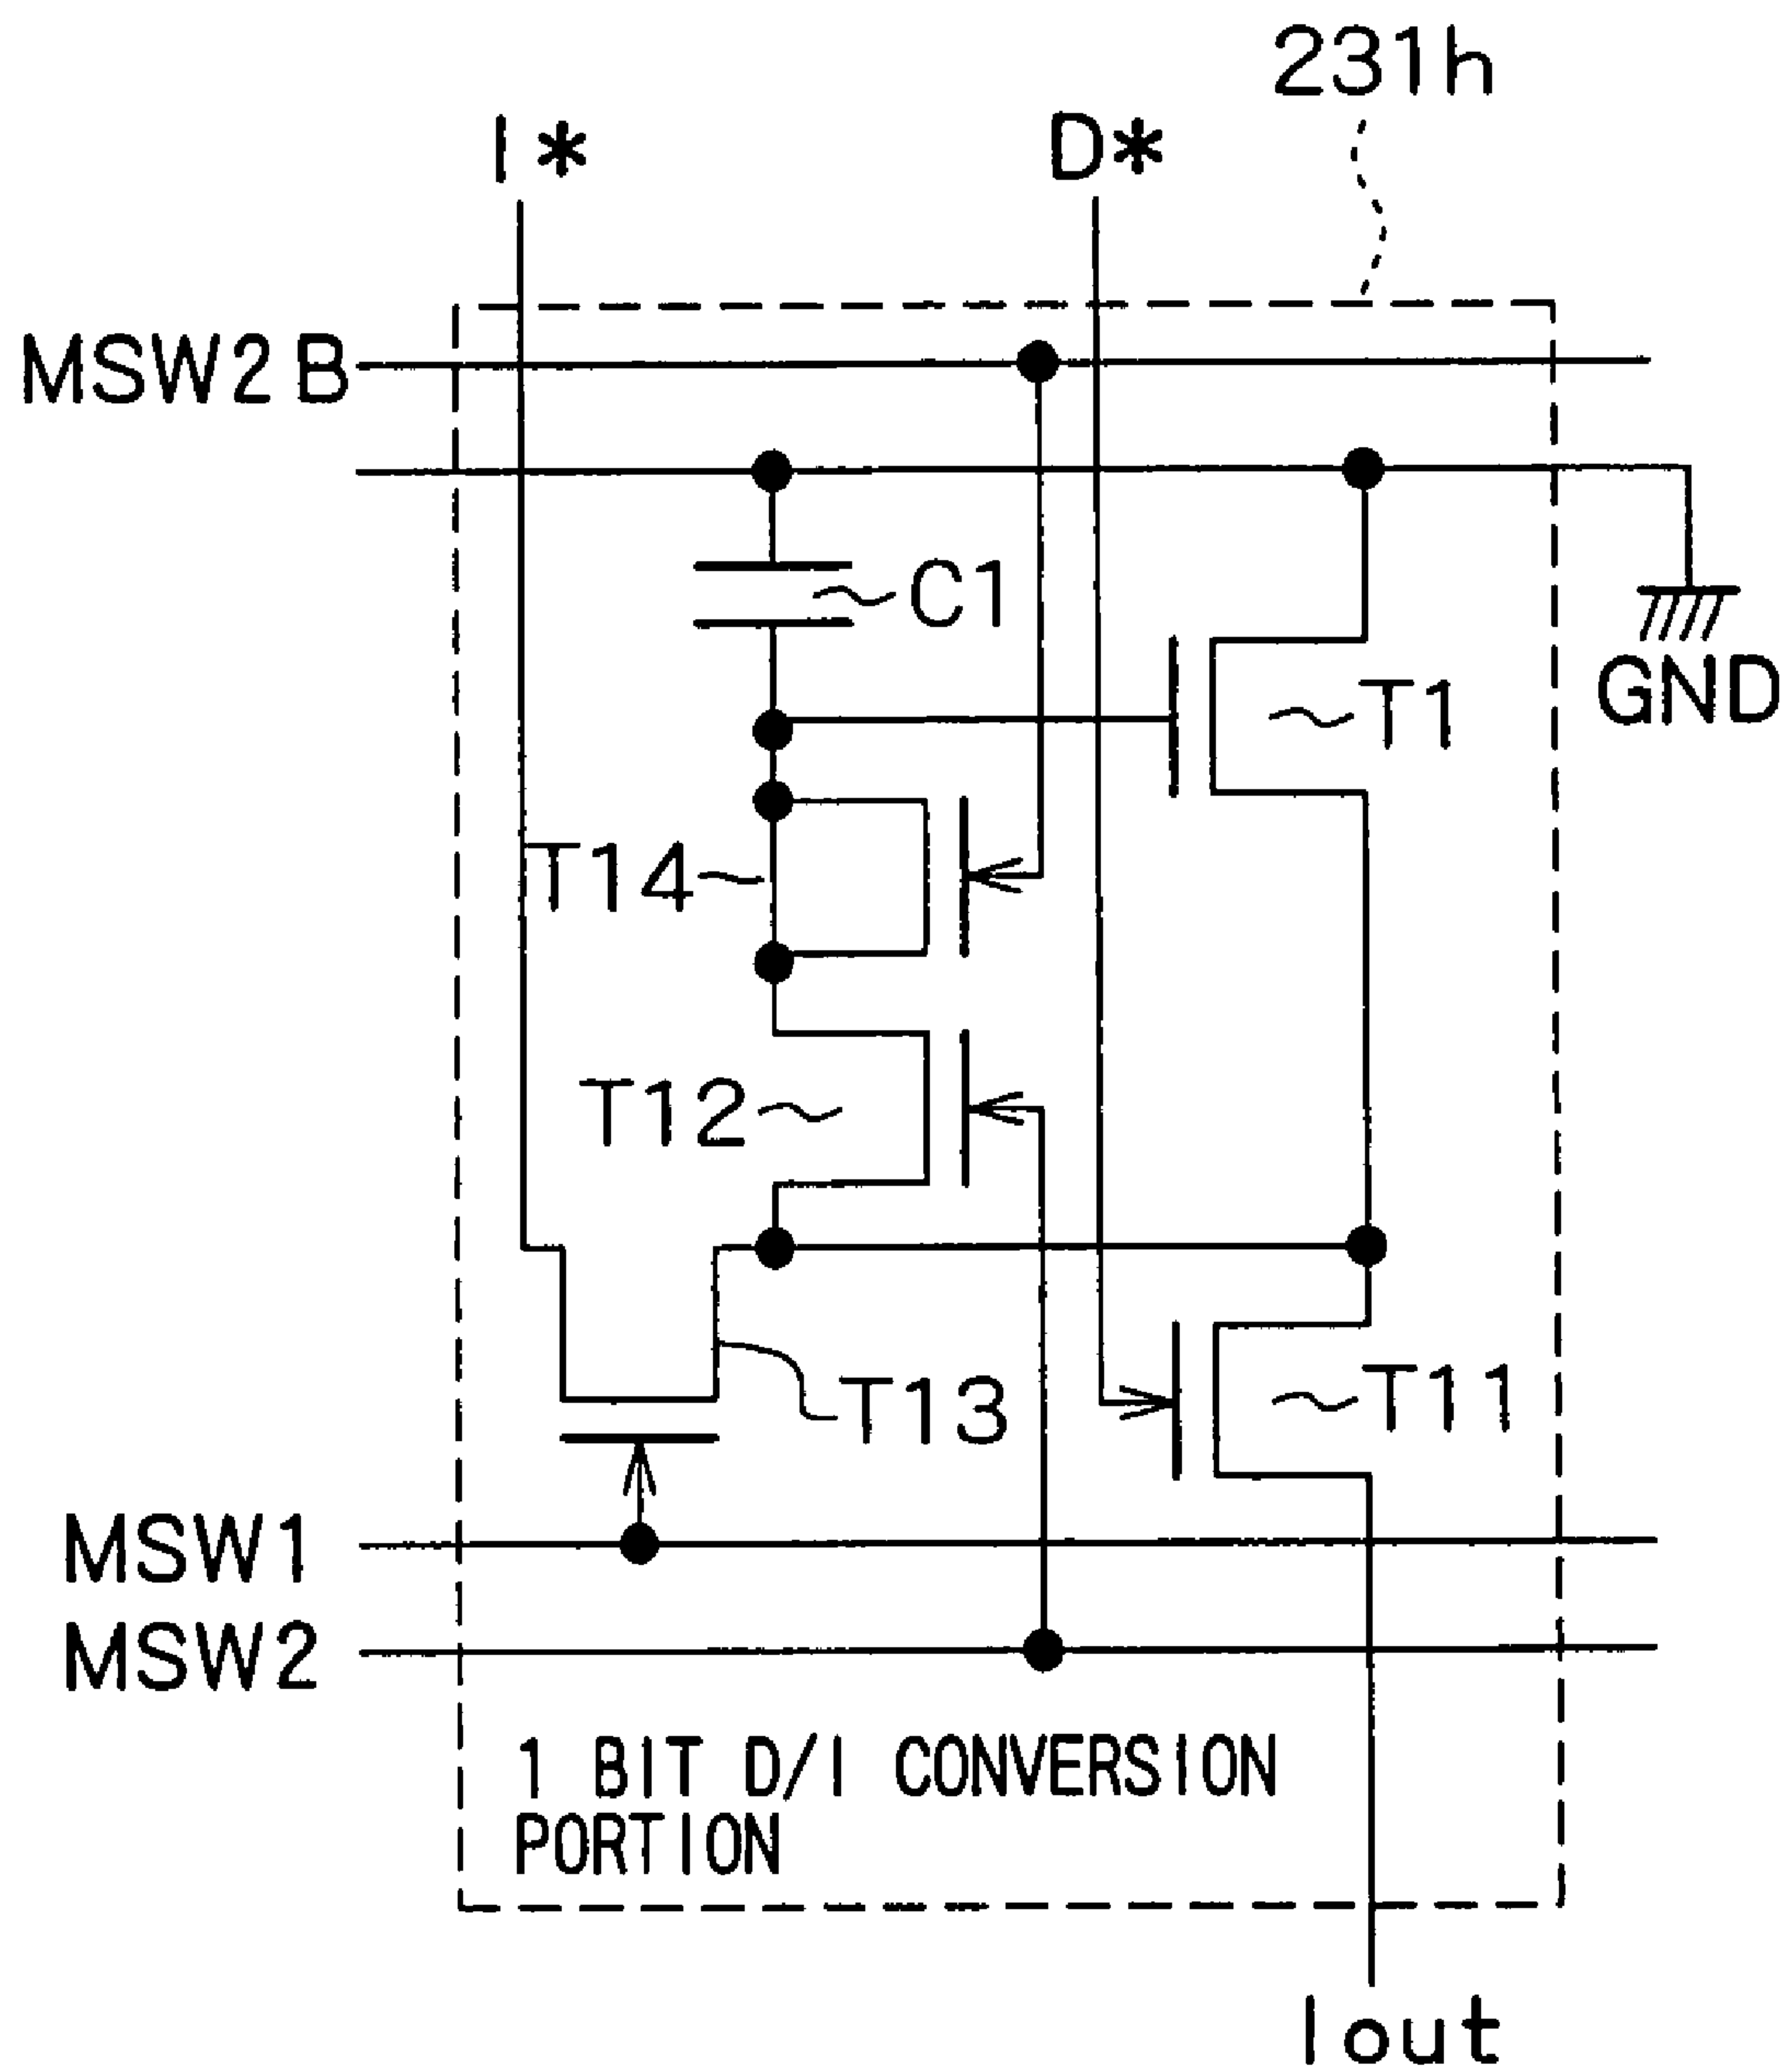 231h
I*
D*
MSW2B
C1
T1
GND
T14
T12
T13
T11
MSW1
MSW2
1 BIT D/I CONVERSION
PORTION
Iout